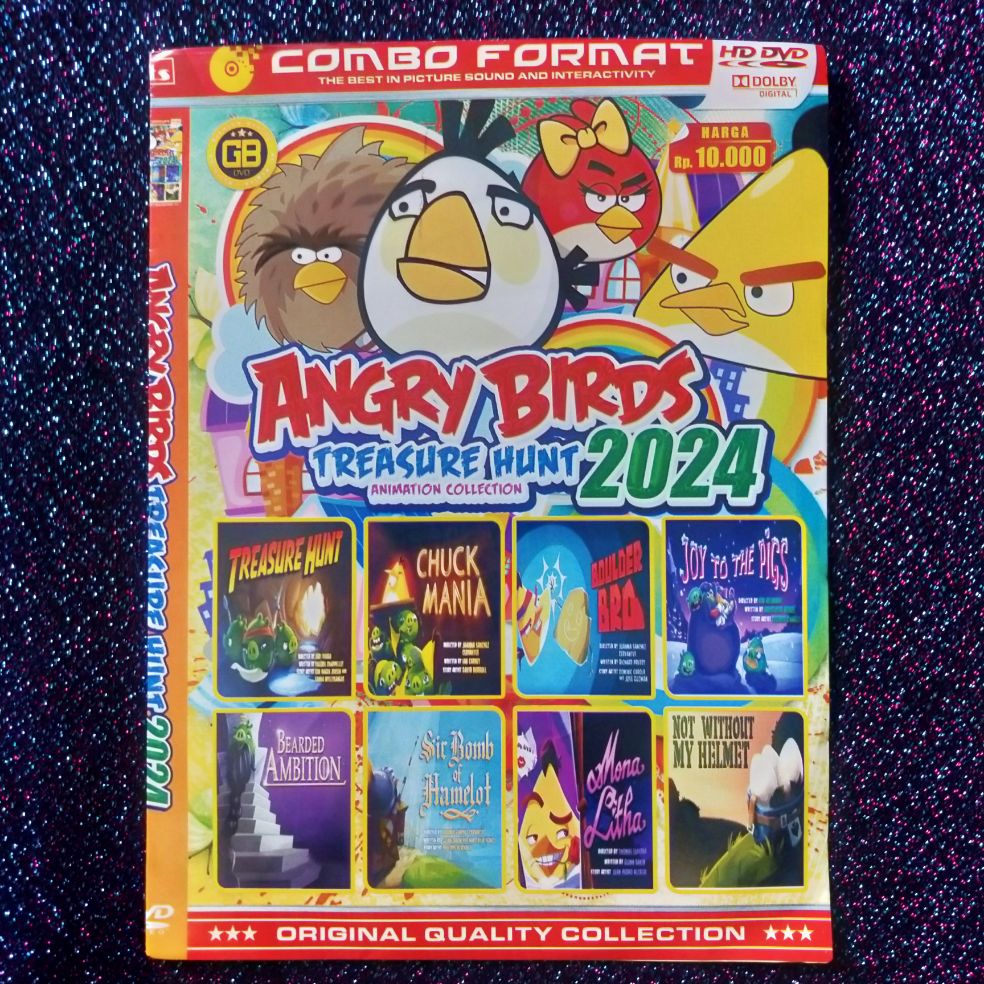 COMBO FORMAT
THE BEST IN PICTURE SOUND AND INTERACTIVITY
HD DVD
DOLBY
DIGITAL
GB
DVD
HARGA
Rp. 10.000
ANGRY BIRDS
TREASURE HUNT 2024
ANIMATION COLLECTION
ANGRY BIRDS TREASURE HUNT 2024
TREASURE HUNT
CHUCK
MANIA
BOULDER
BRO
JOY TO THE PIGS
BEARDED
AMBITION
Sir Bomb
of
Hamelot
Mona
Litha
NOT WITHOUT
MY HELMET
ORIGINAL QUALITY COLLECTION